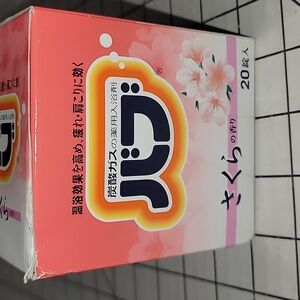 温浴効果を高め、疲れ・肩こりに効く
炭酸ガスの薬用入浴剤
バブ
®
さくらの香り
20錠入